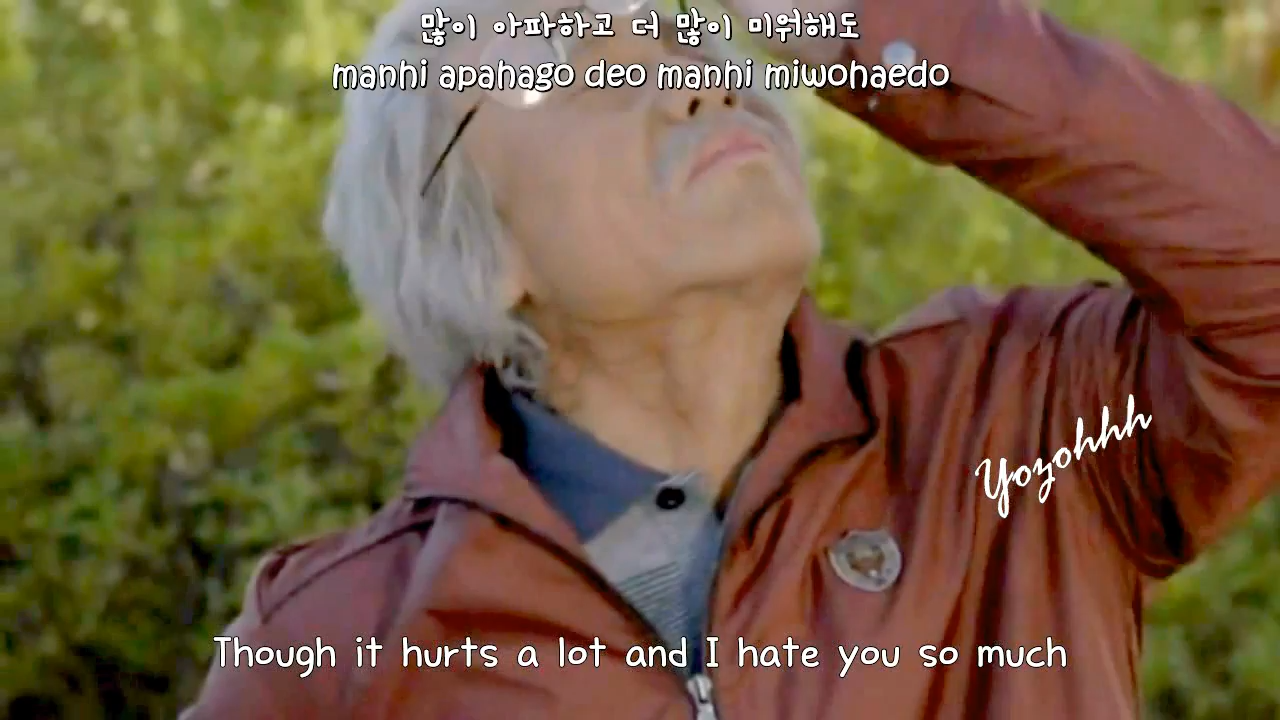 많이 아파하고 더 많이 미워해도
manhi apahago deo manhi miwohaedo
Yozohhh
Though it hurts a lot and I hate you so much